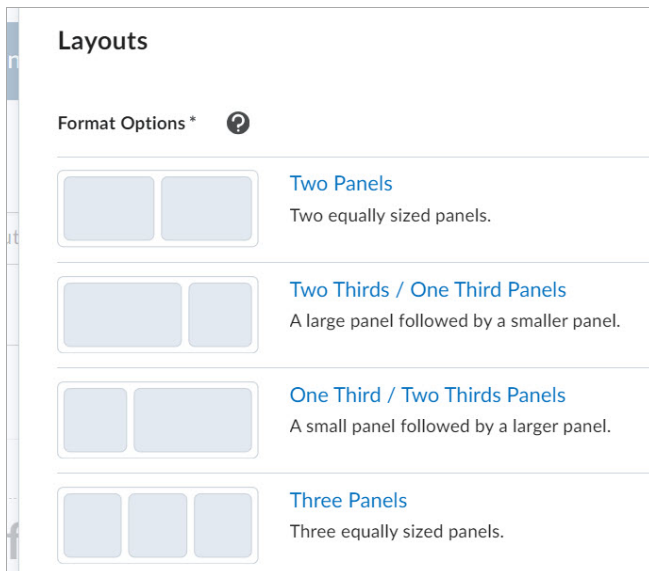 Layouts
Format Options *
Two Panels
Two equally sized panels.
Two Thirds / One Third Panels
A large panel followed by a smaller panel.
One Third / Two Thirds Panels
A small panel followed by a larger panel.
Three Panels
Three equally sized panels.